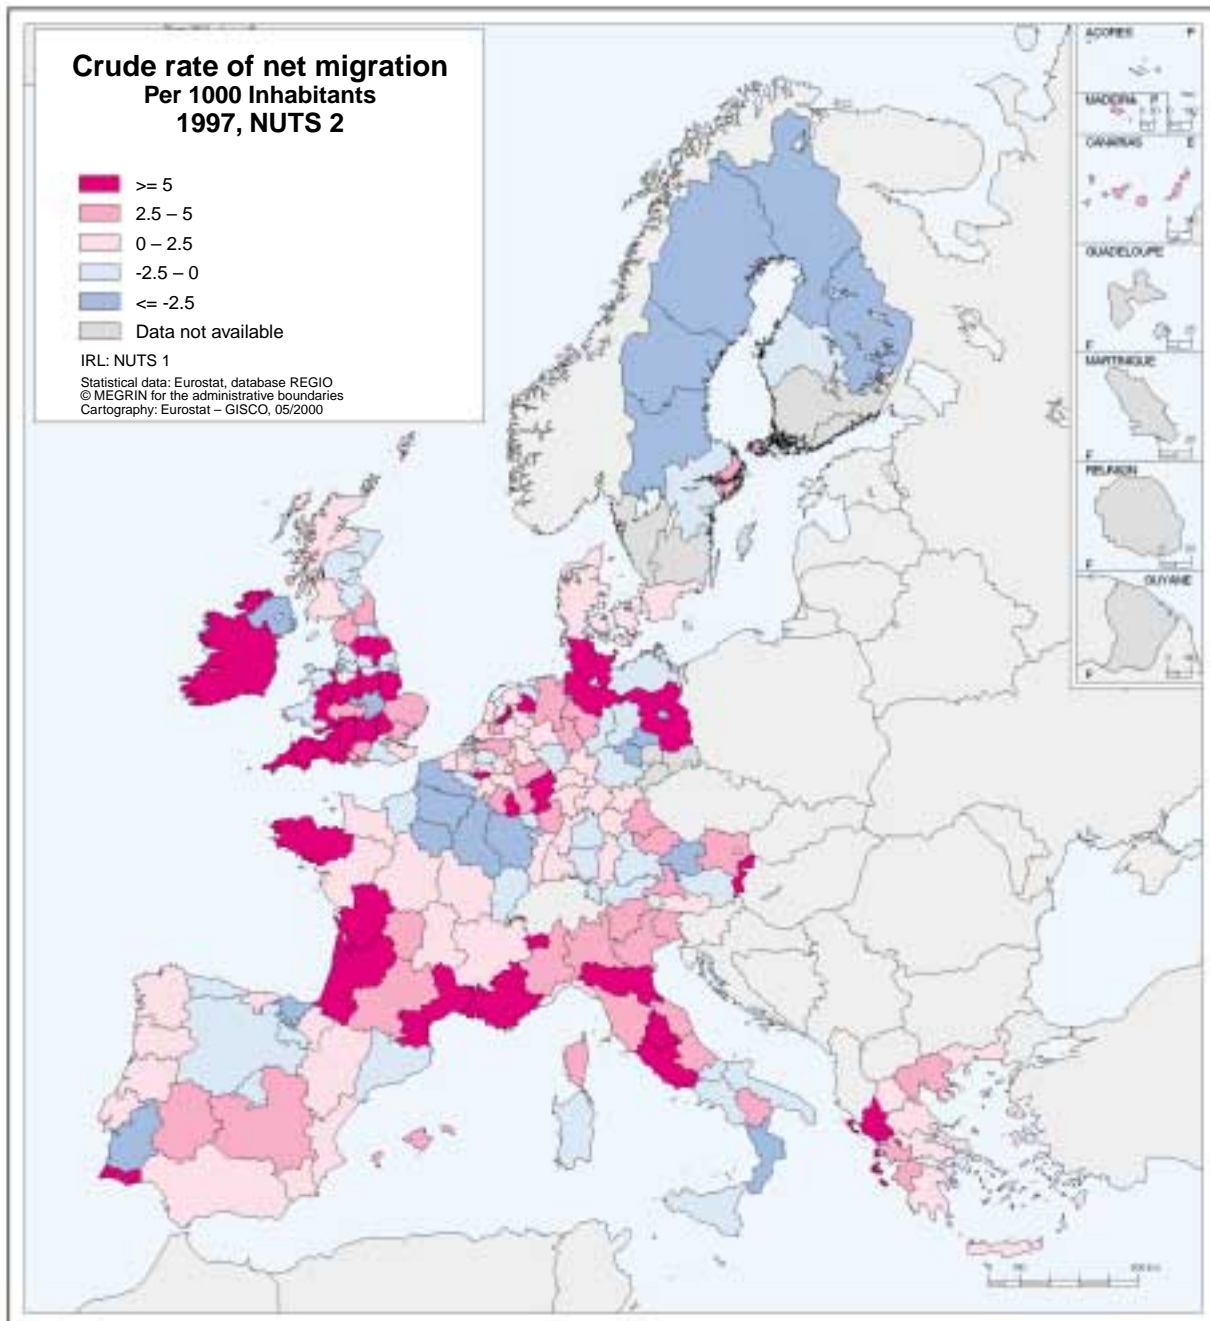 Crude rate of net migration
Per 1000 Inhabitants
1997, NUTS 2
>= 5
2.5 – 5
0 – 2.5
-2.5 – 0
<= -2.5
Data not available
IRL: NUTS 1
Statistical data: Eurostat, database REGIO
© MEGRIN for the administrative boundaries
Cartography: Eurostat – GISCO, 05/2000
AÇORES P
MADEIRA P
CANARIAS E
GUADELOUPE
F
MARTINIQUE
F
REUNION
F
GUYANE
F